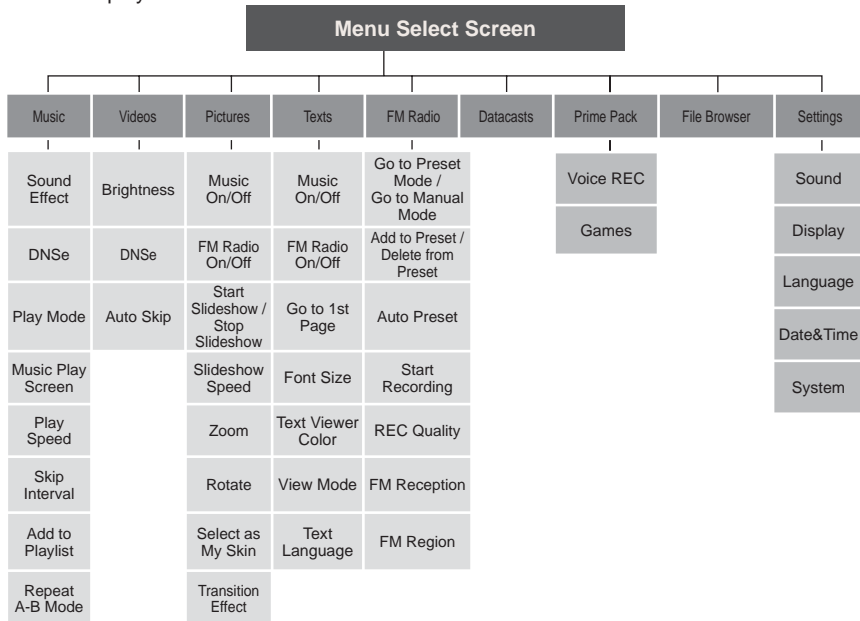 Menu Select Screen
Music
Sound
Effect
DNSe
Play Mode
Music Play
Screen
Play
Speed
Skip
Interval
Add to
Playlist
Repeat
A-B Mode
Videos
Brightness
DNSe
Auto Skip
Pictures
Music
On/Off
FM Radio
On/Off
Start
Slideshow /
Stop
Slideshow
Slideshow
Speed
Zoom
Rotate
Select as
My Skin
Transition
Effect
Texts
Music
On/Off
FM Radio
On/Off
Go to 1st
Page
Font Size
Text Viewer
Color
View Mode
Text
Language
FM Radio
Go to Preset
Mode /
Go to Manual
Mode
Add to Preset /
Delete from
Preset
Auto Preset
Start
Recording
REC Quality
FM Reception
FM Region
Datacasts
Prime Pack
Voice REC
Games
File Browser
Settings
Sound
Display
Language
Date&Time
System